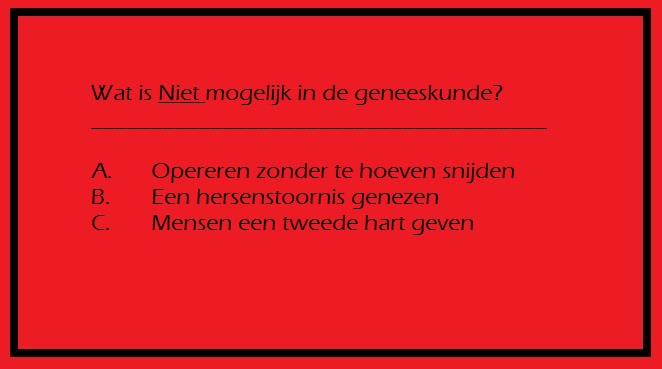 Wat is Niet mogelijk in de geneeskunde?
A. Opereren zonder te hoeven snijden
B. Een hersenstoornis genezen
C. Mensen een tweede hart geven